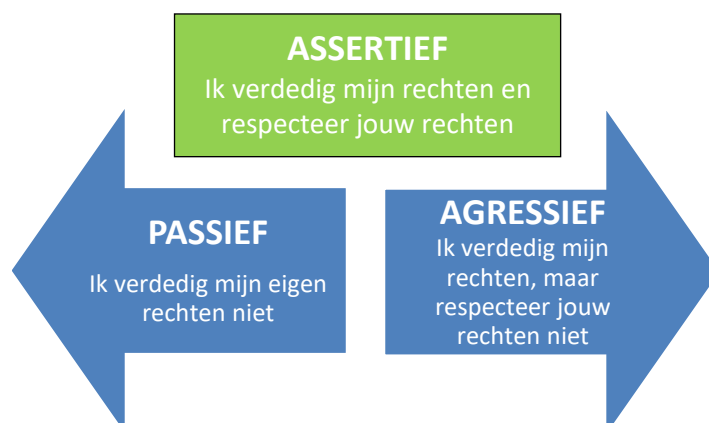 ASSERTIEF
Ik verdedig mijn rechten en
respecteer jouw rechten
PASSIEF
Ik verdedig mijn eigen
rechten niet
AGRESSIEF
Ik verdedig mijn
rechten, maar
respecteer jouw
rechten niet